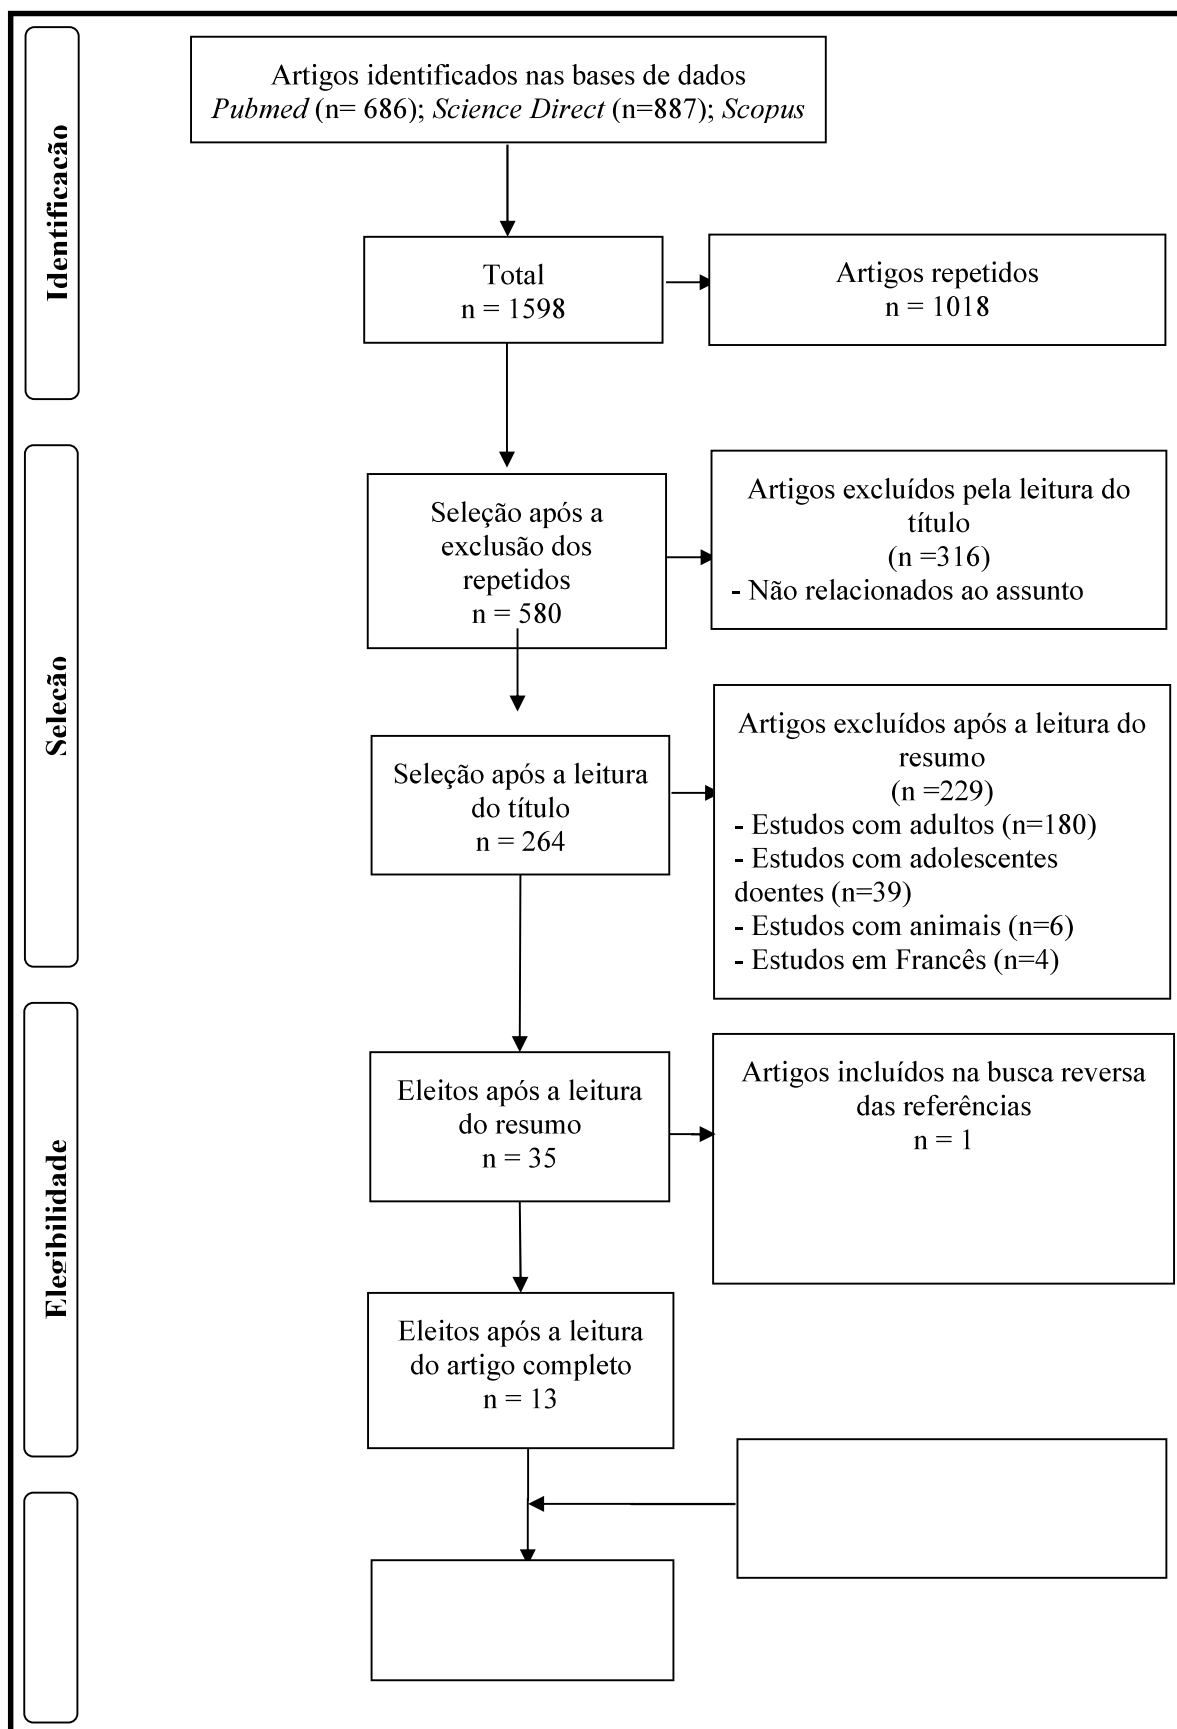 Identificação
Artigos identificados nas bases de dados
Pubmed (n= 686); Science Direct (n=887); Scopus
Total
n = 1598
Artigos repetidos
n = 1018
Seleção
Seleção após a
exclusão dos
repetidos
n = 580
Artigos excluídos pela leitura do
título
(n =316)
- Não relacionados ao assunto
Seleção após a leitura
do título
n = 264
Artigos excluídos após a leitura do
resumo
(n =229)
- Estudos com adultos (n=180)
- Estudos com adolescentes
doentes (n=39)
- Estudos com animais (n=6)
- Estudos em Francês (n=4)
Elegibilidade
Eleitos após a leitura
do resumo
n = 35
Artigos incluídos na busca reversa
das referências
n = 1
Eleitos após a leitura
do artigo completo
n = 13